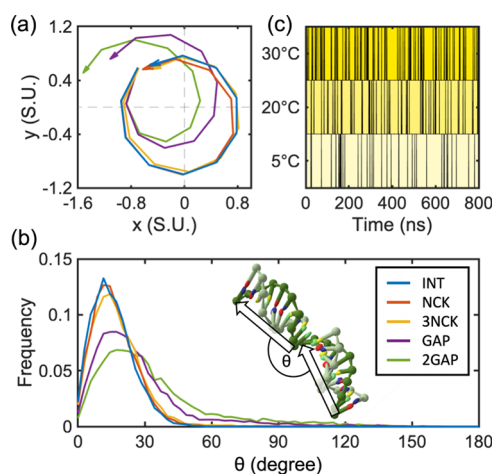 (a)
1.2
0.4
-0.4
-1.2
y (S.U.)
-1.6 -0.8 0 0.8
x (S.U.)
(c)
30°C
20°C
5°C
0 200 400 600 800
Time (ns)
(b)
0.15
0.1
0.05
0
Frequency
θ
INT
NCK
3NCK
GAP
2GAP
0 30 60 90 120 150 180
θ (degree)